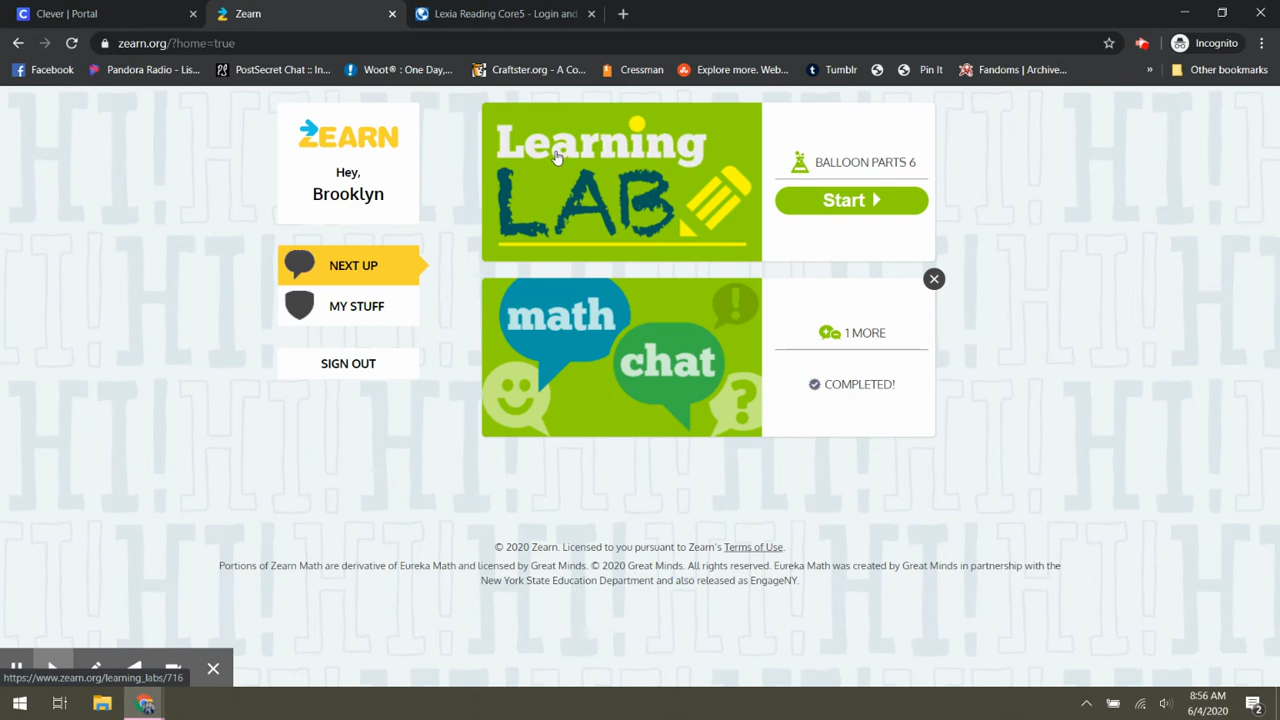 Clever | Portal
Zearn
Lexia Reading Core5 - Login and
zearn.org/?home=true
Incognito
Facebook
Pandora Radio - Lis...
PostSecret Chat :: In...
Woot® : One Day,...
Craftster.org - A Co...
Cressman
Explore more. Web...
Tumblr
Pin It
Fandoms | Archive...
»
Other bookmarks
ZEARN
Hey,
Brooklyn
NEXT UP
MY STUFF
SIGN OUT
Learning
LAB
BALLOON PARTS 6
Start
math
chat
!
?
1 MORE
COMPLETED!
© 2020 Zearn. Licensed to you pursuant to Zearn's Terms of Use.
Portions of Zearn Math are derivative of Eureka Math and licensed by Great Minds. © 2020 Great Minds. All rights reserved. Eureka Math was created by Great Minds in partnership with the
New York State Education Department and also released as EngageNY.
https://www.zearn.org/learning_labs/716
8:56 AM
6/4/2020
2